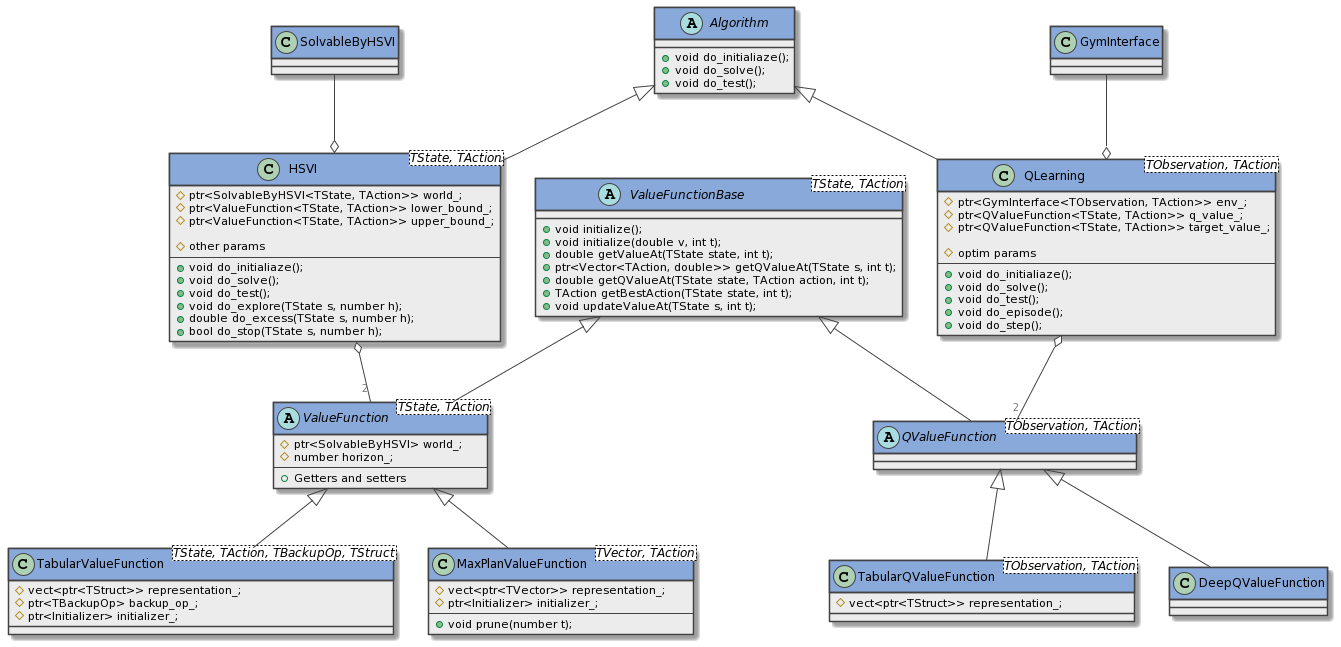 A Algorithm
void do_initialiaze();
void do_solve();
void do_test();
C SolvableByHSVI
C GymInterface
C HSVI
TState, TAction
ptr<SolvableByHSVI<TState, TAction>> world_;
ptr<ValueFunction<TState, TAction>> lower_bound_;
ptr<ValueFunction<TState, TAction>> upper_bound_;
other params
void do_initialiaze();
void do_solve();
void do_test();
void do_explore(TState s, number h);
double do_excess(TState s, number h);
bool do_stop(TState s, number h);
A ValueFunctionBase
TState, TAction
void initialize();
void initialize(double v, int t);
double getValueAt(TState state, int t);
ptr<Vector<TAction, double>> getQValueAt(TState s, int t);
double getQValueAt(TState state, TAction action, int t);
TAction getBestAction(TState state, int t);
void updateValueAt(TState s, int t);
C QLearning
TObservation, TAction
ptr<GymInterface<TObservation, TAction>> env_;
ptr<QValueFunction<TState, TAction>> q_value_;
ptr<QValueFunction<TState, TAction>> target_value_;
optim params
void do_initialiaze();
void do_solve();
void do_test();
void do_episode();
void do_step();
2
2
A ValueFunction
TState, TAction
ptr<SolvableByHSVI> world_;
number horizon_;
Getters and setters
A QValueFunction
TObservation, TAction
C TabularValueFunction
TState, TAction, TBackupOp, TStruct
vect<ptr<TStruct>> representation_;
ptr<TBackupOp> backup_op_;
ptr<Initializer> initializer_;
C MaxPlanValueFunction
TVector, TAction
vect<ptr<TVector>> representation_;
ptr<Initializer> initializer_;
void prune(number t);
C TabularQValueFunction
TObservation, TAction
vect<ptr<TStruct>> representation_;
C DeepQValueFunction